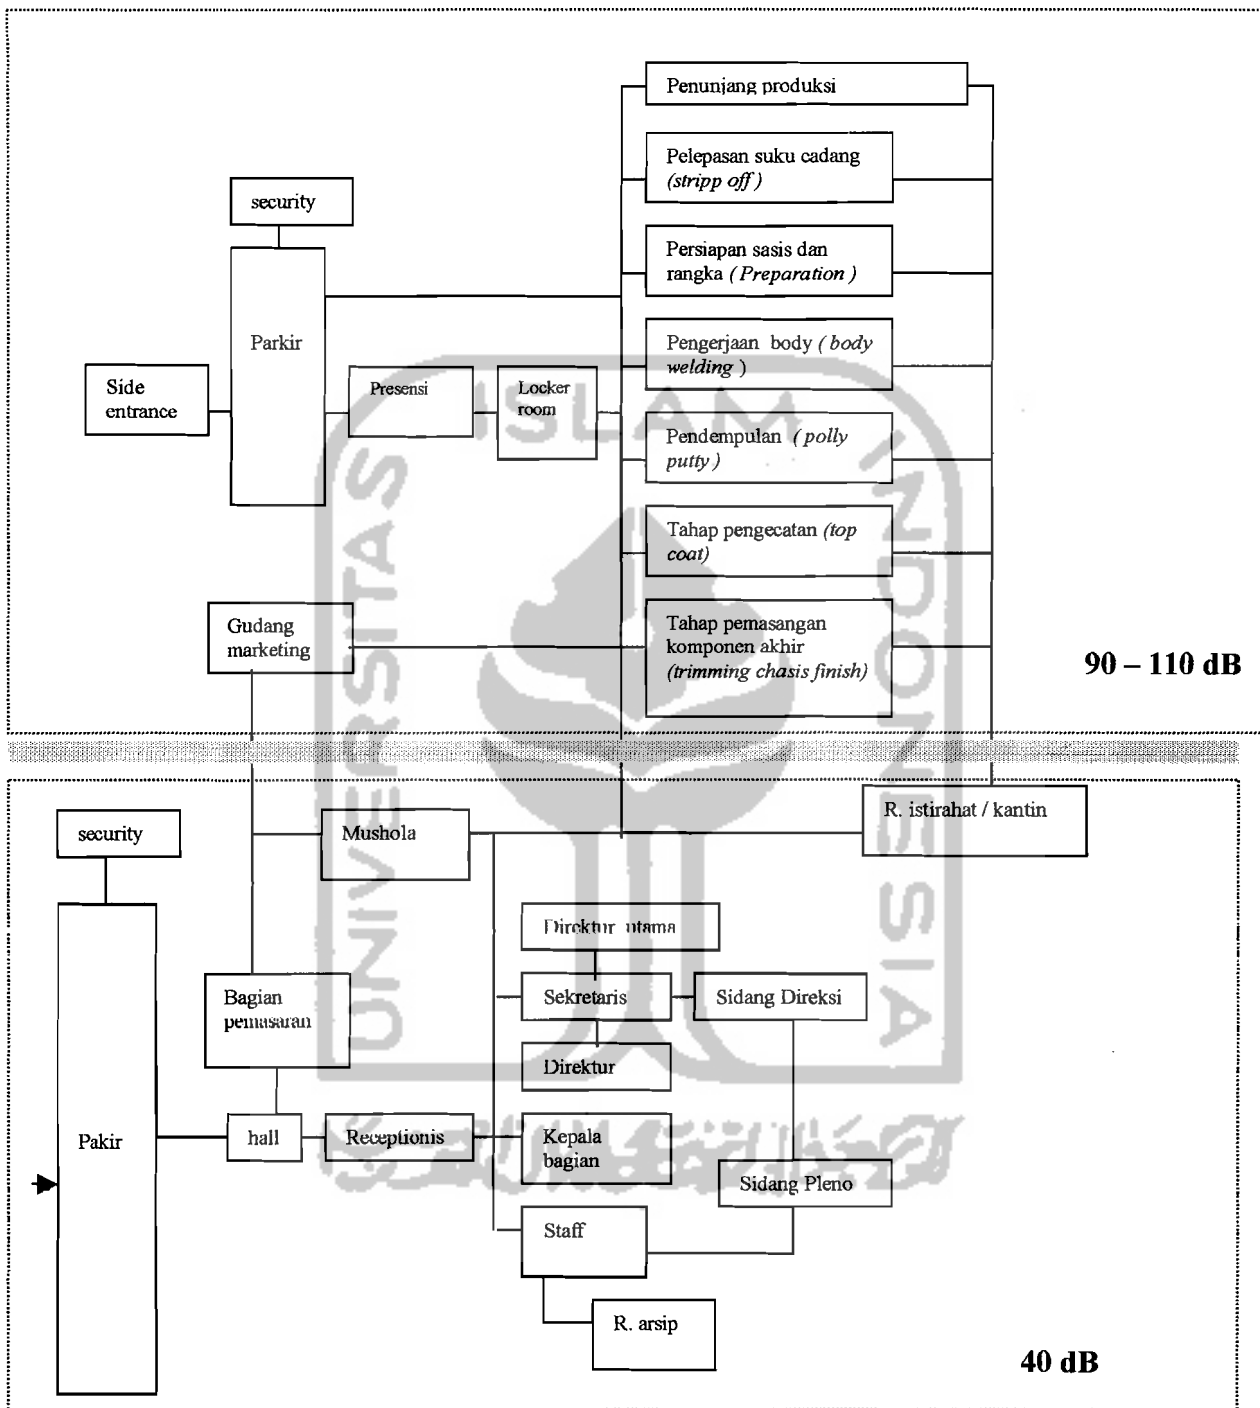 Penunjang produksi
Pelepasan suku cadang
(stripp off)
security
Persiapan sasis dan
rangka (Preparation)
Parkir
Pengerjaan body (body
welding)
Side
entrance
Presensi
Locker
room
Pendempulan (polly
putty)
Tahap pengecatan (top
coat)
Gudang
marketing
Tahap pemasangan
komponen akhir
(trimming chasis finish)
90 – 110 dB
R. istirahat / kantin
security
Mushola
Direktur utama
Bagian
pemasaran
Sekretaris
Sidang Direksi
Direktur
Pakir
hall
Receptionis
Kepala
bagian
Sidang Pleno
Staff
R. arsip
40 dB
UNIVERSITAS
ISLAM
INDONESIA